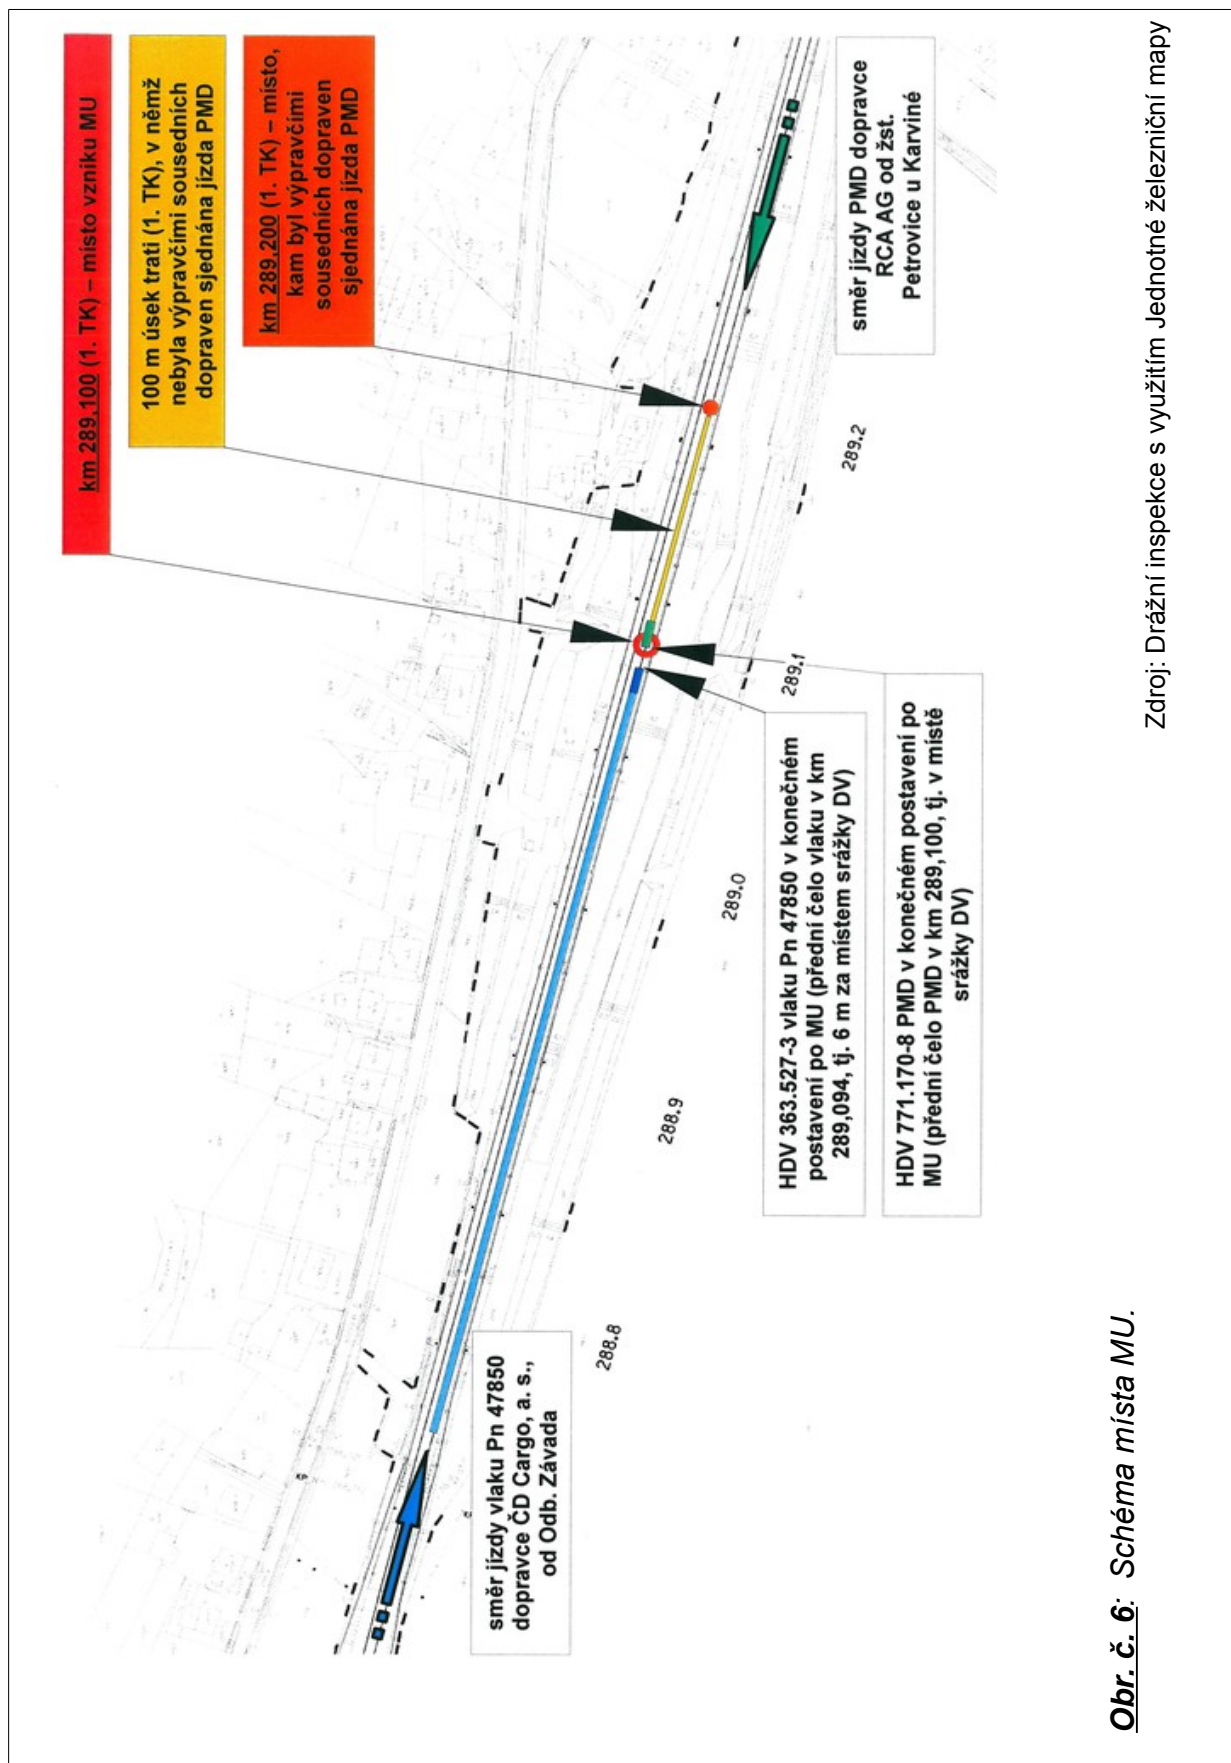 km 289,100 (1. TK) – místo vzniku MU
100 m úsek trati (1. TK), v němž
nebyla výpravčími sousedních
dopraven sjednána jízda PMD
km 289,200 (1. TK) – místo,
kam byl výpravčími
sousedních dopraven
sjednána jízda PMD
směr jízdy PMD dopravce
RCA AG od žst.
Petrovice u Karviné
289.2
289.1
289.0
288.9
288.8
HDV 363.527-3 vlaku Pn 47850 v konečném
postavení po MU (přední čelo vlaku v km
289,094, tj. 6 m za místem srážky DV)
HDV 771.170-8 PMD v konečném postavení po
MU (přední čelo PMD v km 289,100, tj. v místě
srážky DV)
směr jízdy vlaku Pn 47850
dopravce ČD Cargo, a. s.,
od Odb. Závada
Zdroj: Drážní inspekce s využitím Jednotné železniční mapy
Obr. č. 6: Schéma místa MU.